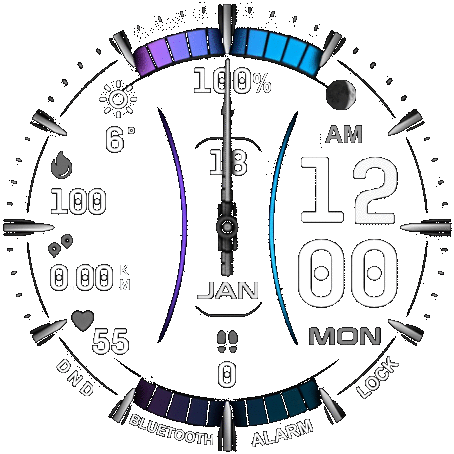 100%
6°
AM
18
12
100
0.00 KM
00
JAN
MON
55
0
DND
LOCK
BLUETOOTH
ALARM